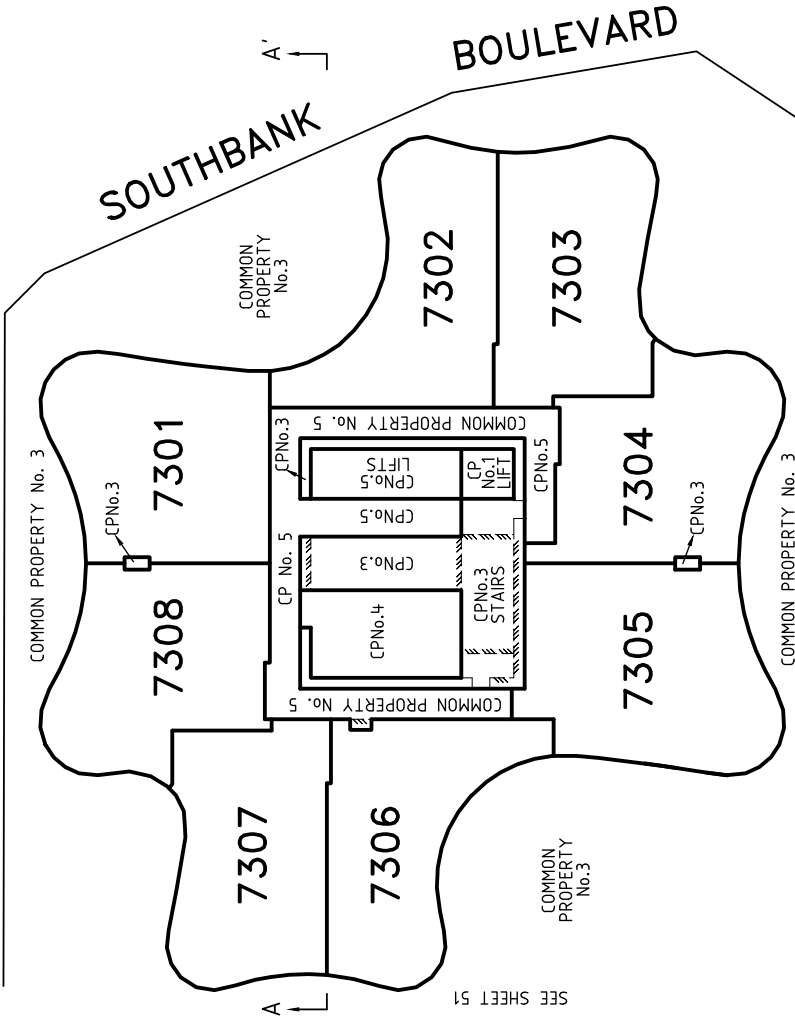 A'
BOULEVARD
SOUTHBANK
COMMON
PROPERTY
No.3
7302
7303
COMMON PROPERTY No. 3
CPNo.3
7301
CPNo.3
COMMON PROPERTY No. 5
CPNo.5
LIFTS
CP
No.1
LIFT
CPNo.5
7304
CPNo.3
COMMON PROPERTY No. 3
CP No. 5
CPNo.5
CPNo.3
CPNo.3
STAIRS
CPNo.4
7308
7305
COMMON PROPERTY No. 5
7307
7306
COMMON
PROPERTY
No.3
A
SEE SHEET 51